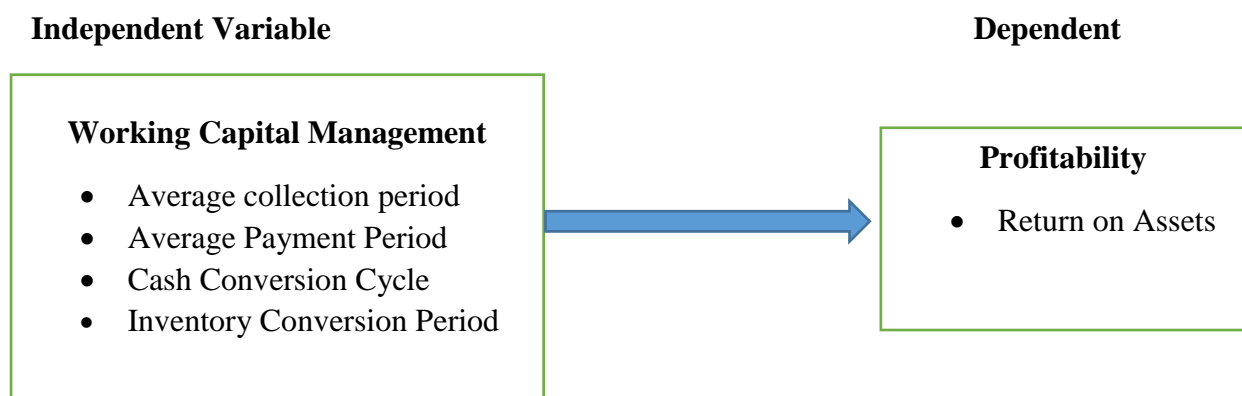 Independent Variable
Dependent
Working Capital Management
• Average collection period
• Average Payment Period
• Cash Conversion Cycle
• Inventory Conversion Period
Profitability
• Return on Assets